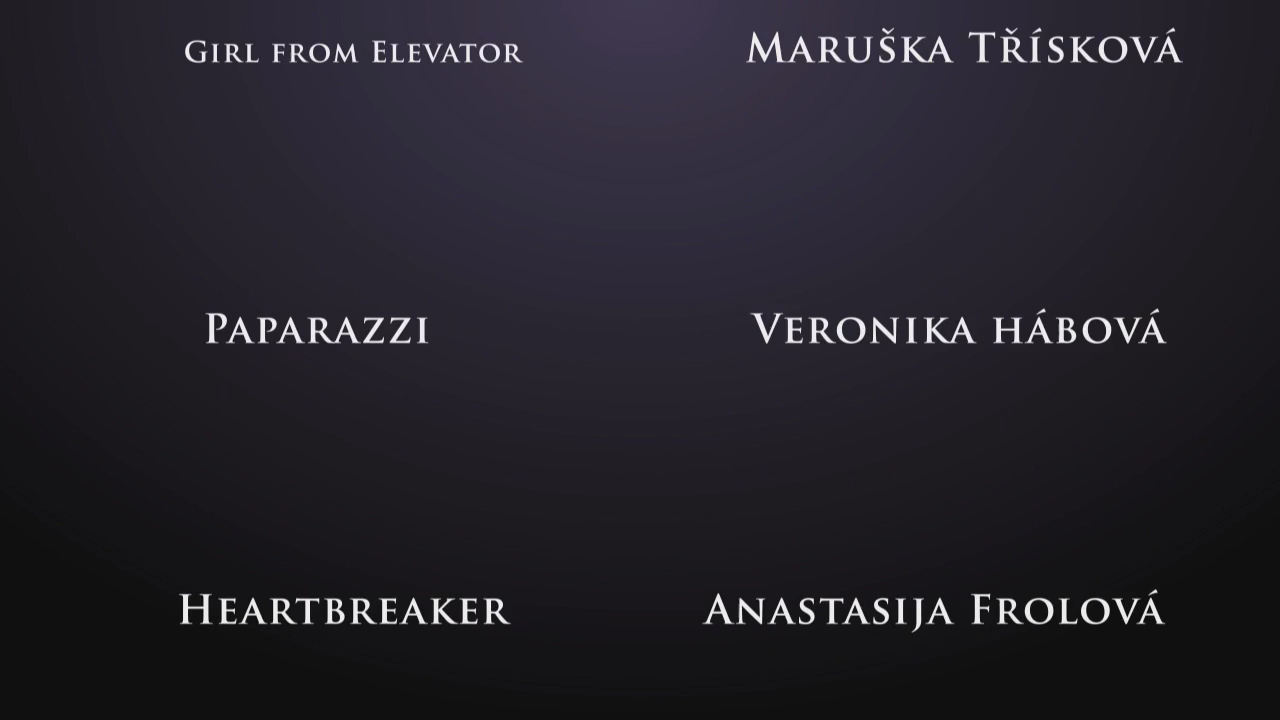 Girl from Elevator Maruška Třísková
Paparazzi Veronika hábová
Heartbreaker Anastasija Frolová